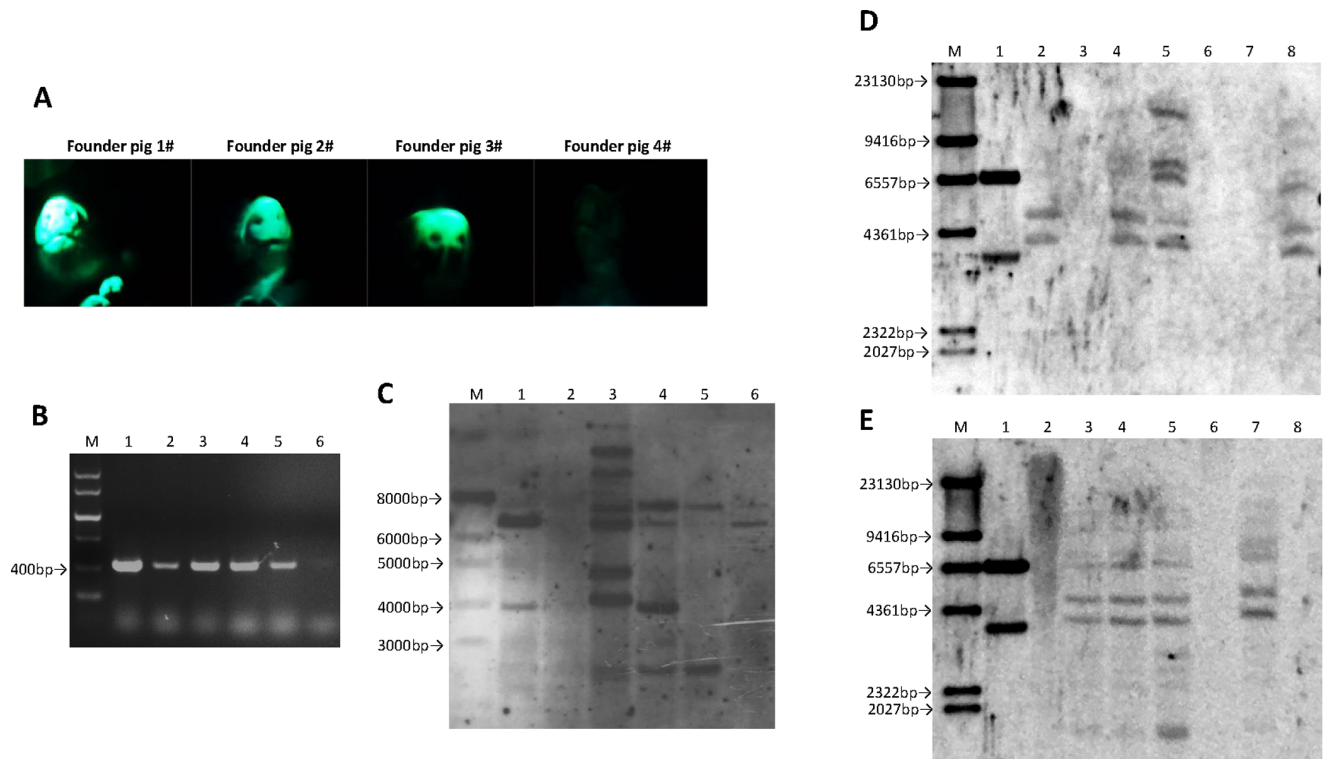 A
Founder pig 1# Founder pig 2# Founder pig 3# Founder pig 4#
B
M 1 2 3 4 5 6
400bp→
C
M 1 2 3 4 5 6
8000bp→
6000bp→
5000bp→
4000bp→
3000bp→
D
M 1 2 3 4 5 6 7 8
23130bp→
9416bp→
6557bp→
4361bp→
2322bp→
2027bp→
E
M 1 2 3 4 5 6 7 8
23130bp→
9416bp→
6557bp→
4361bp→
2322bp→
2027bp→